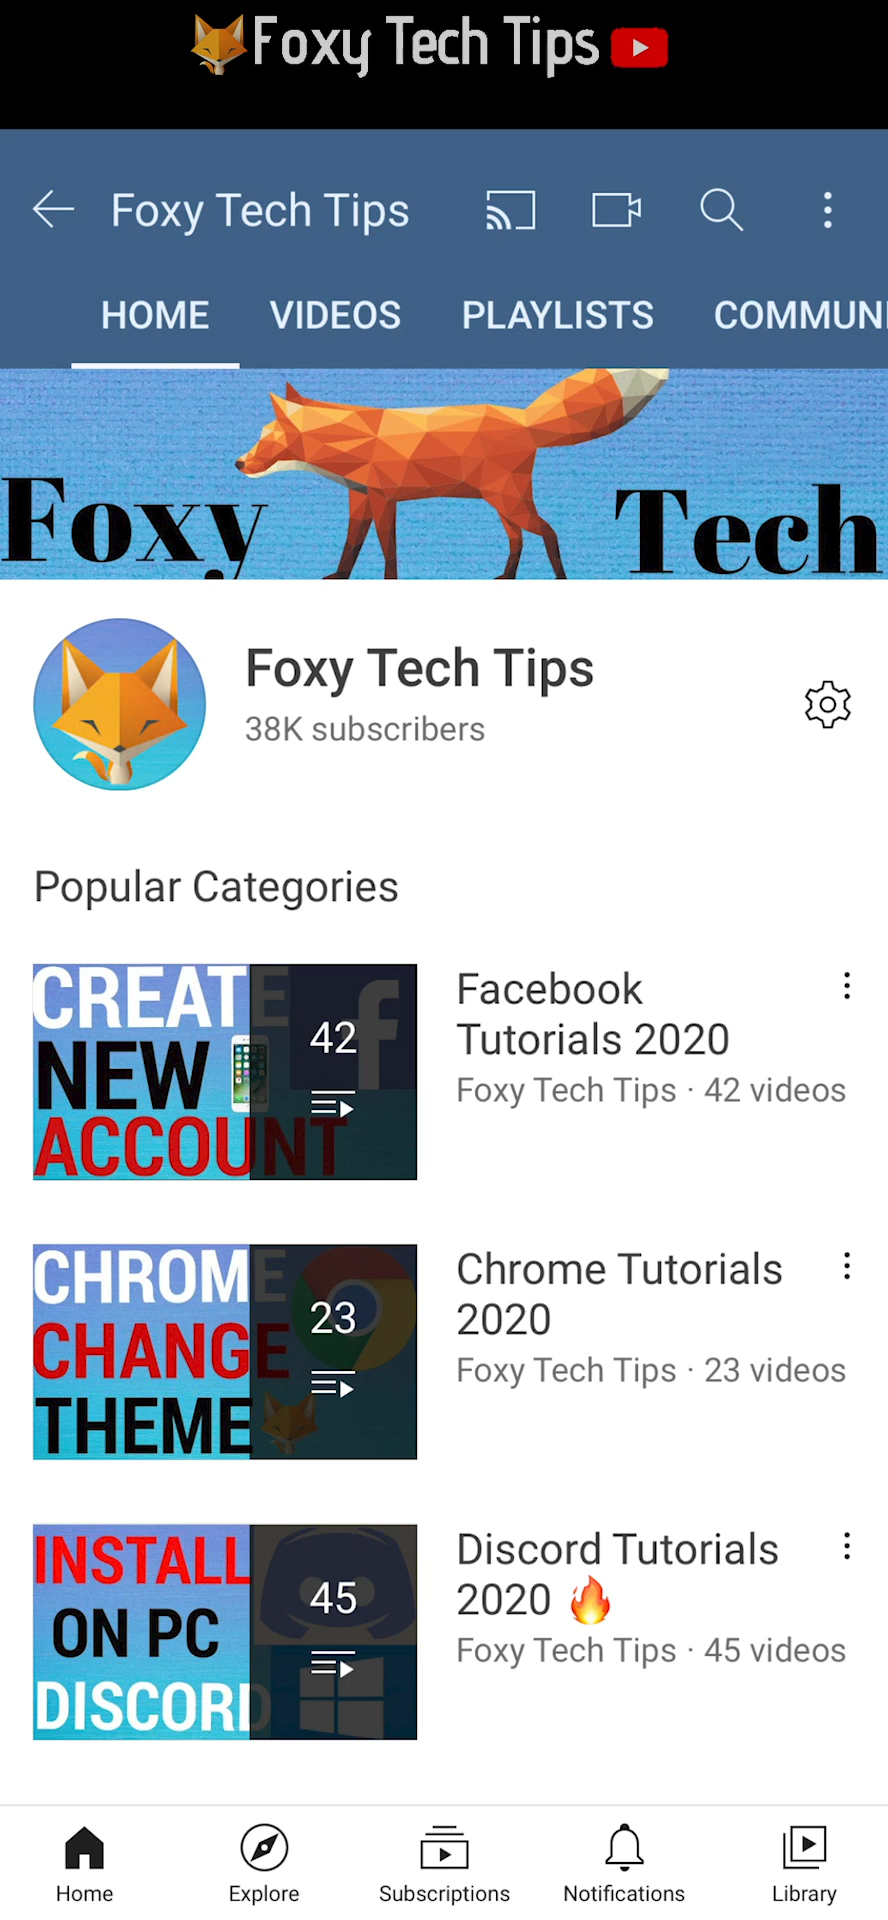 Foxy Tech Tips
Foxy Tech Tips
HOME VIDEOS PLAYLISTS COMMUNI
Foxy Tech
Foxy Tech Tips
38K subscribers
Popular Categories
CREATE
NEW
ACCOUNT
42
Facebook
Tutorials 2020
Foxy Tech Tips · 42 videos
CHROME
CHANGE
THEME
23
Chrome Tutorials
2020
Foxy Tech Tips · 23 videos
INSTALL
ON PC
DISCORD
45
Discord Tutorials
2020 🔥
Foxy Tech Tips · 45 videos
Home Explore Subscriptions Notifications Library